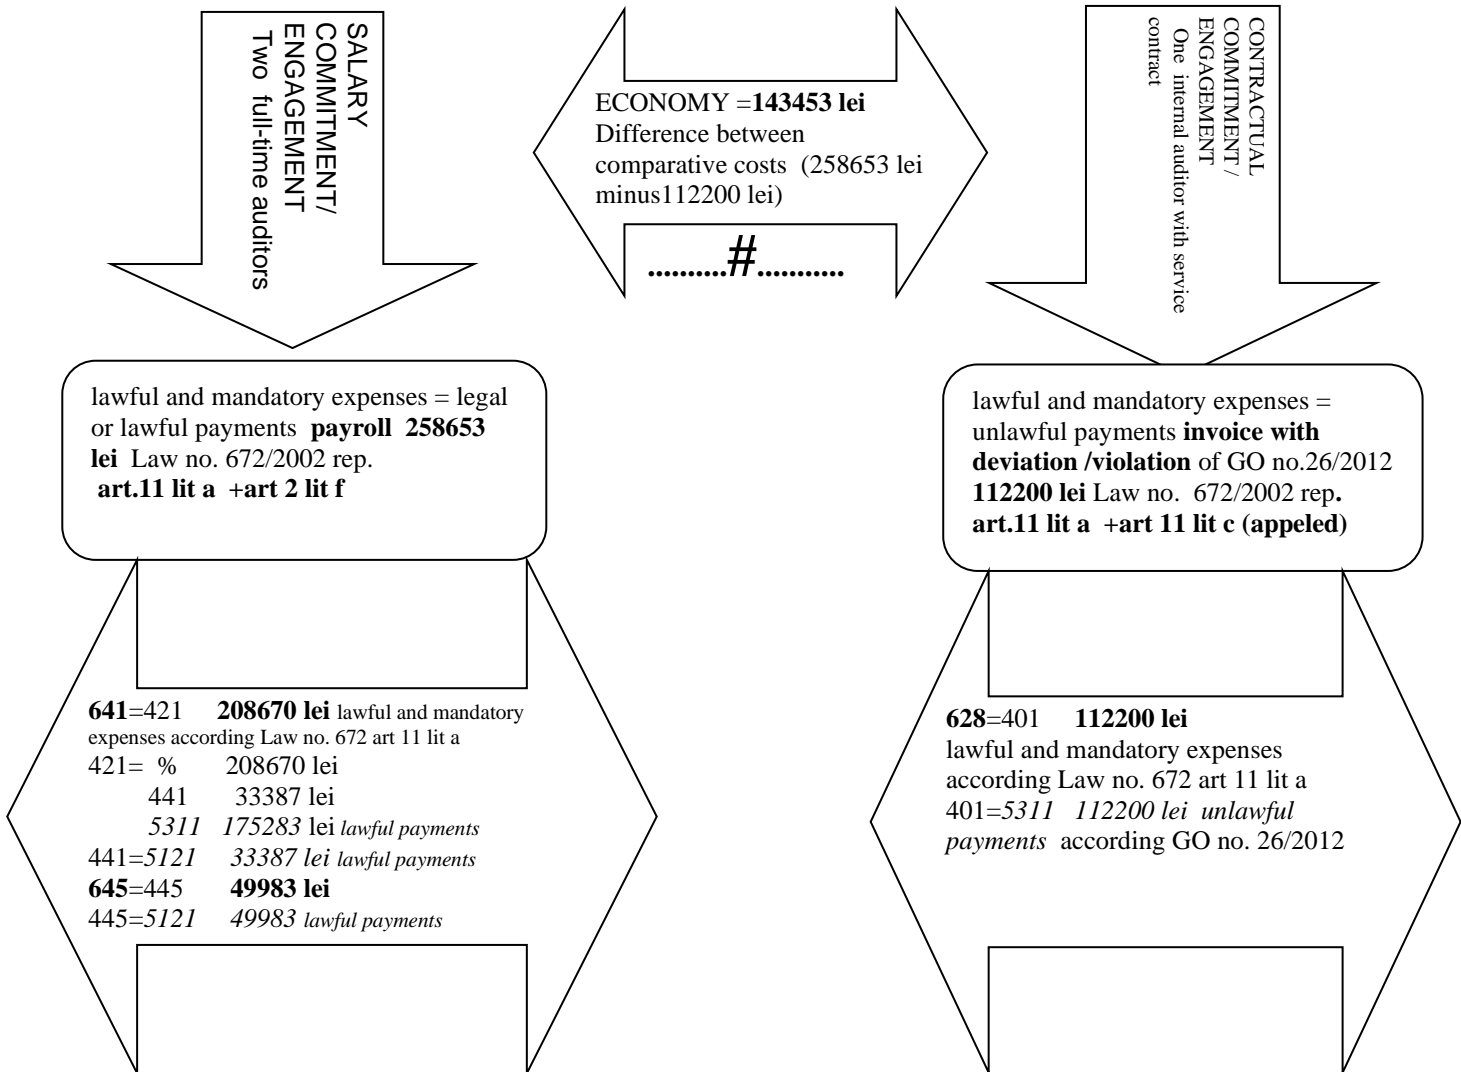 SALARY
COMMITMENT/
ENGAGEMENT
Two full-time auditors
ECONOMY =143453 lei
Difference between
comparative costs (258653 lei
minus112200 lei)
..........#...........
CONTRACTUAL
COMMITMENT /
ENGAGEMENT
One internal auditor with service
contract
lawful and mandatory expenses = legal
or lawful payments payroll 258653
lei Law no. 672/2002 rep.
art.11 lit a +art 2 lit f
lawful and mandatory expenses =
unlawful payments invoice with
deviation /violation of GO no.26/2012
112200 lei Law no. 672/2002 rep.
art.11 lit a +art 11 lit c (appeled)
641=421 208670 lei lawful and mandatory
expenses according Law no. 672 art 11 lit a
421= % 208670 lei
441 33387 lei
5311 175283 lei lawful payments
441=5121 33387 lei lawful payments
645=445 49983 lei
445=5121 49983 lawful payments
628=401 112200 lei
lawful and mandatory expenses
according Law no. 672 art 11 lit a
401=5311 112200 lei unlawful
payments according GO no. 26/2012